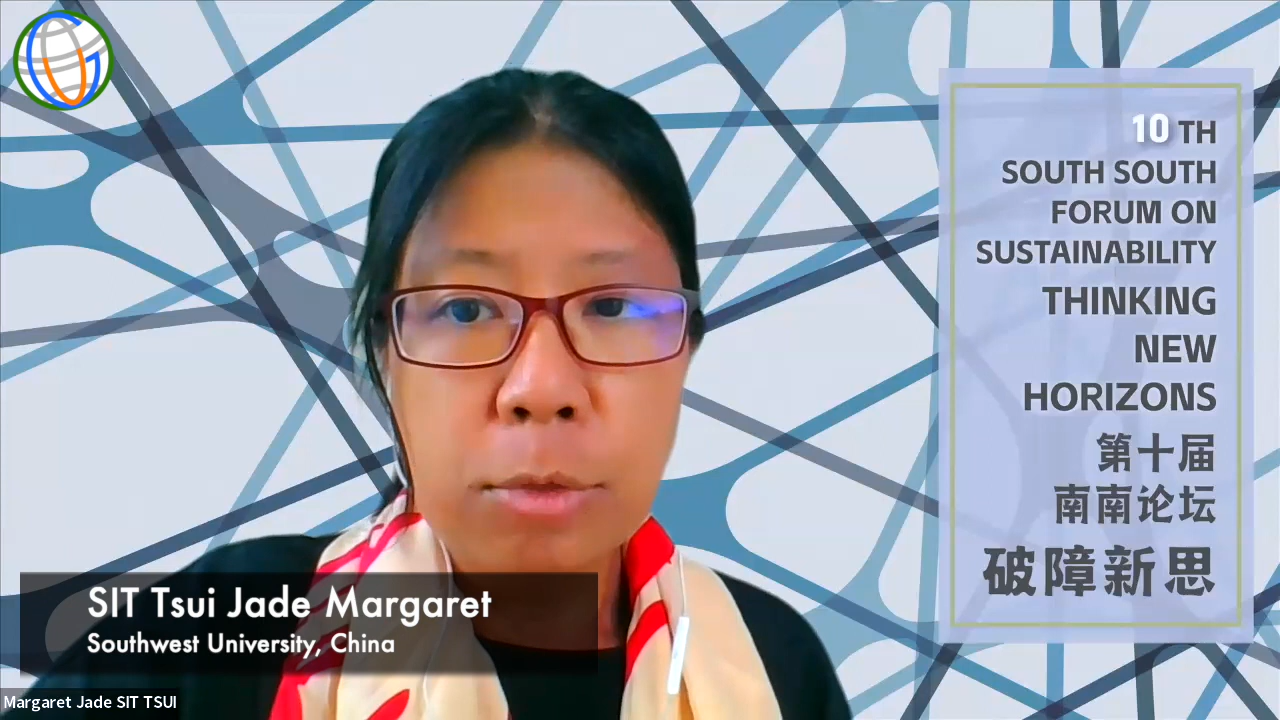 10 TH
SOUTH SOUTH
FORUM ON
SUSTAINABILITY
THINKING
NEW
HORIZONS
第十届
南南论坛
破障新思
SIT Tsui Jade Margaret
Southwest University, China
Margaret Jade SIT TSUI